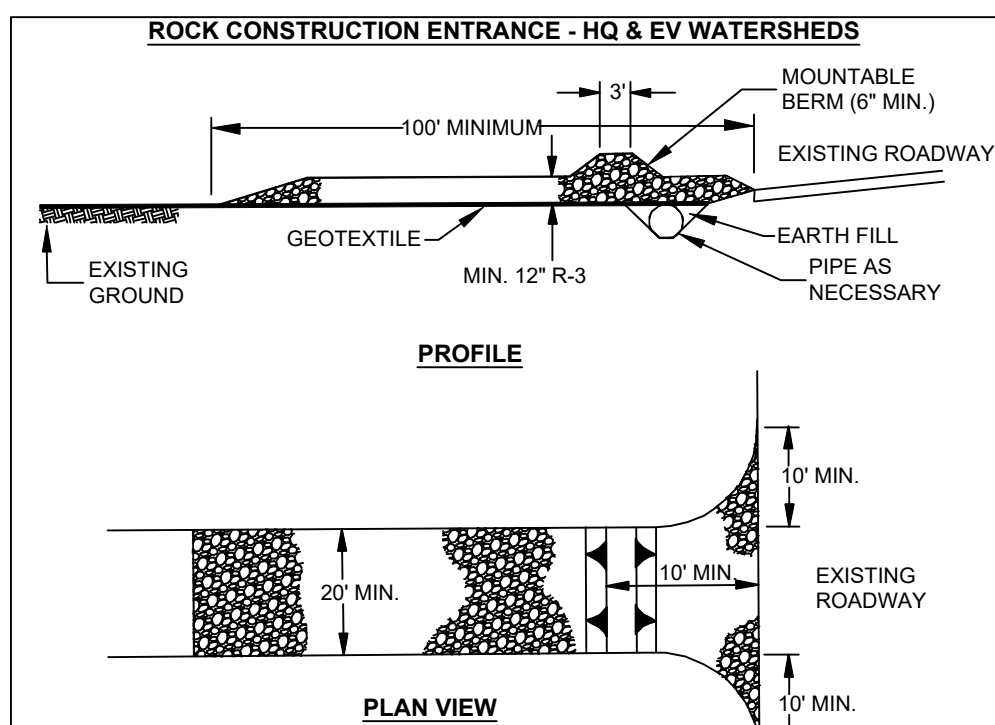 ROCK CONSTRUCTION ENTRANCE - HQ & EV WATERSHEDS
3'
MOUNTABLE
BERM (6" MIN.)
100' MINIMUM
EXISTING ROADWAY
GEOTEXTILE
EARTH FILL
EXISTING
GROUND
MIN. 12" R-3
PIPE AS
NECESSARY
PROFILE
10' MIN.
20' MIN.
10' MIN.
EXISTING
ROADWAY
10' MIN.
PLAN VIEW